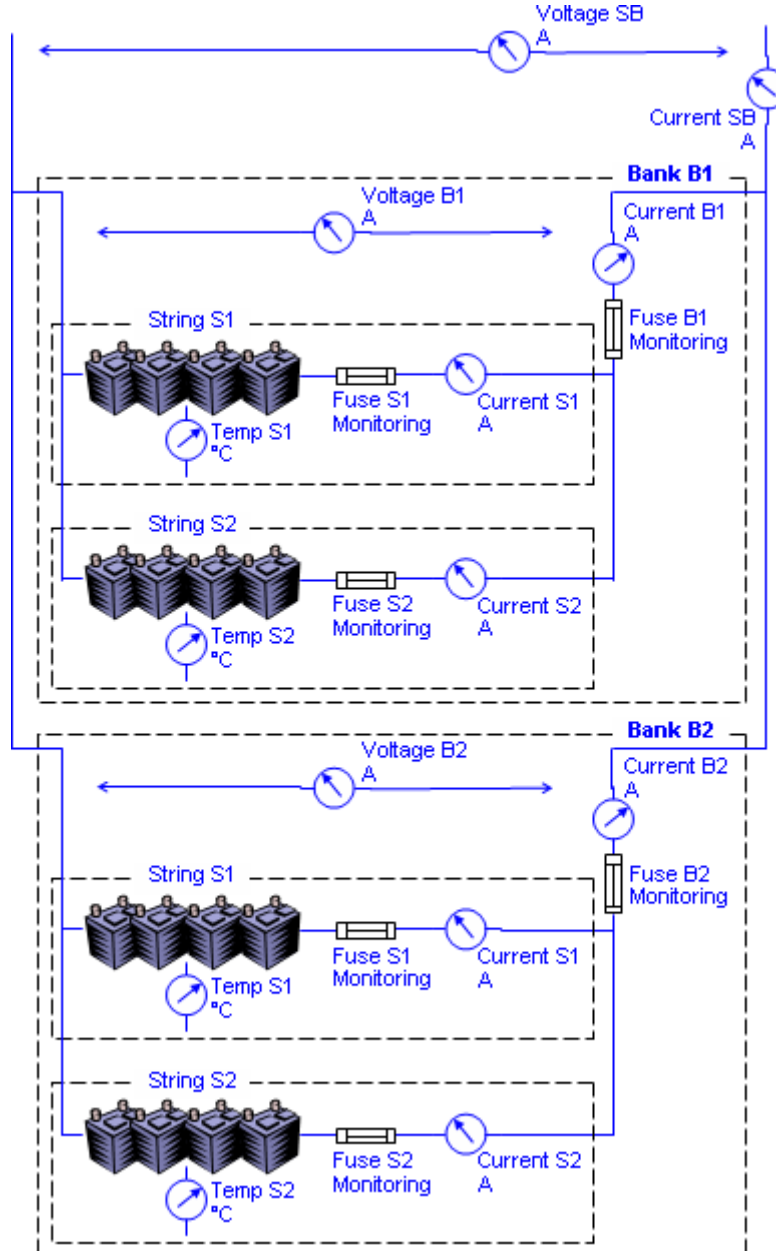 Voltage SB
A
Current SB
A
Bank B1
Voltage B1
A
Current B1
A
Fuse B1
Monitoring
String S1
Fuse S1
Monitoring
Current S1
A
Temp S1
°C
String S2
Fuse S2
Monitoring
Current S2
A
Temp S2
°C
Bank B2
Voltage B2
A
Current B2
A
Fuse B2
Monitoring
String S1
Fuse S1
Monitoring
Current S1
A
Temp S1
°C
String S2
Fuse S2
Monitoring
Current S2
A
Temp S2
°C